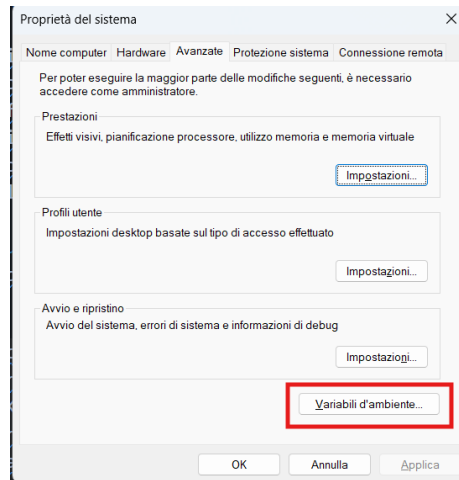 Proprietà del sistema
Nome computer Hardware Avanzate Protezione sistema Connessione remota
Per poter eseguire la maggior parte delle modifiche seguenti, è necessario
accedere come amministratore.
Prestazioni
Effetti visivi, pianificazione processore, utilizzo memoria e memoria virtuale
Impostazioni...
Profili utente
Impostazioni desktop basate sul tipo di accesso effettuato
Impostazioni...
Avvio e ripristino
Avvio del sistema, errori di sistema e informazioni di debug
Impostazioni...
Variabili d'ambiente...
OK Annulla Applica